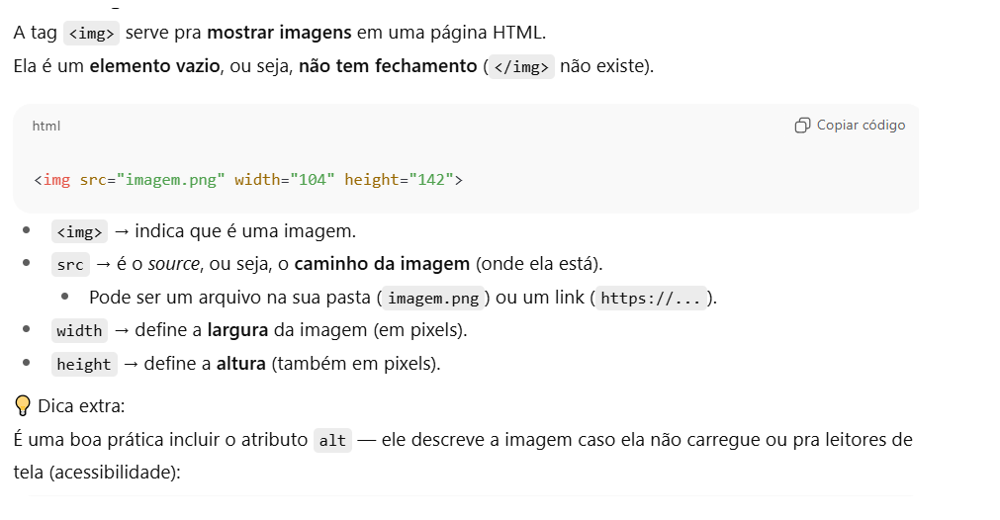 A tag <img> serve pra mostrar imagens em uma página HTML.
Ela é um elemento vazio, ou seja, não tem fechamento (</img> não existe).
html
Copiar código
<img src="imagem.png" width="104" height="142">
• <img> → indica que é uma imagem.
• src → é o source, ou seja, o caminho da imagem (onde ela está).
• Pode ser um arquivo na sua pasta (imagem.png) ou um link (https://...).
• width → define a largura da imagem (em pixels).
• height → define a altura (também em pixels).
💡 Dica extra:
É uma boa prática incluir o atributo alt — ele descreve a imagem caso ela não carregue ou pra leitores de
tela (acessibilidade):